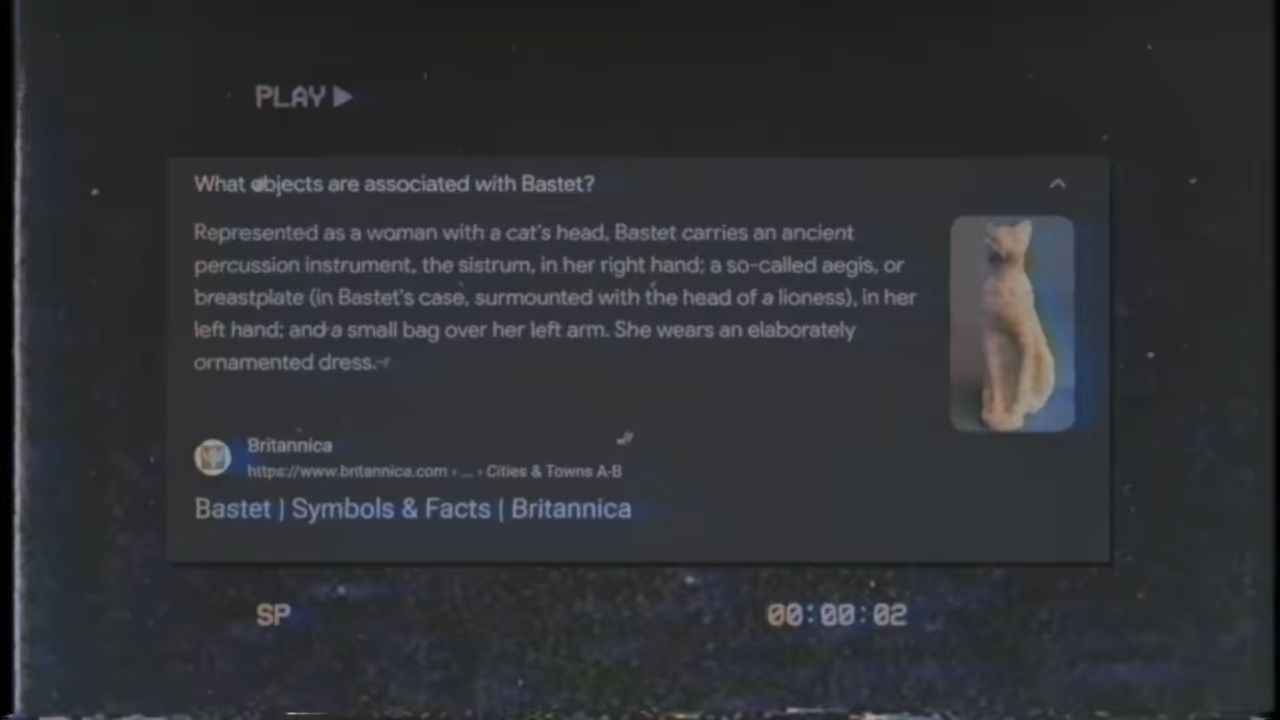 PLAY ▶
What objects are associated with Bastet?
Represented as a woman with a cat's head, Bastet carries an ancient
percussion instrument, the sistrum, in her right hand; a so-called aegis, or
breastplate (in Bastet's case, surmounted with the head of a lioness), in her
left hand; and a small bag over her left arm. She wears an elaborately
ornamented dress.
Britannica
https://www.britannica.com › ... › Cities & Towns A-B
Bastet | Symbols & Facts | Britannica
SP
00:00:02